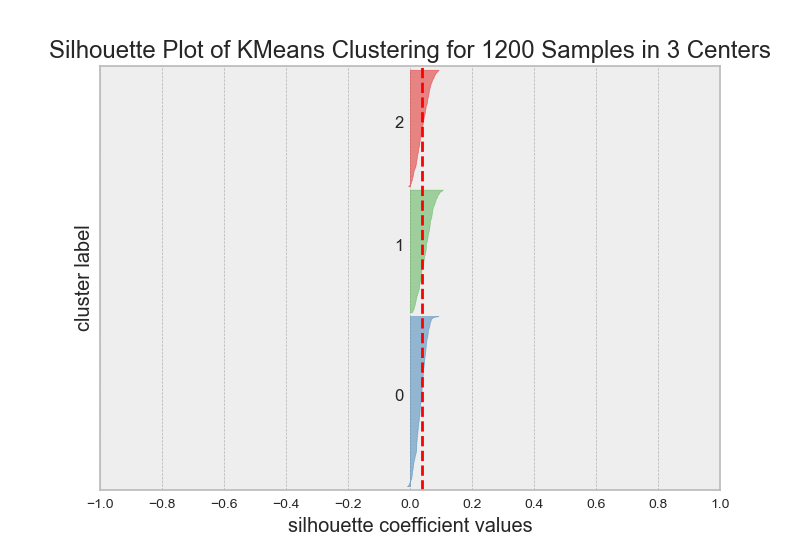 Silhouette Plot of KMeans Clustering for 1200 Samples in 3 Centers
2
1
0
cluster label
−1.0 −0.8 −0.6 −0.4 −0.2 0.0 0.2 0.4 0.6 0.8 1.0
silhouette coefficient values